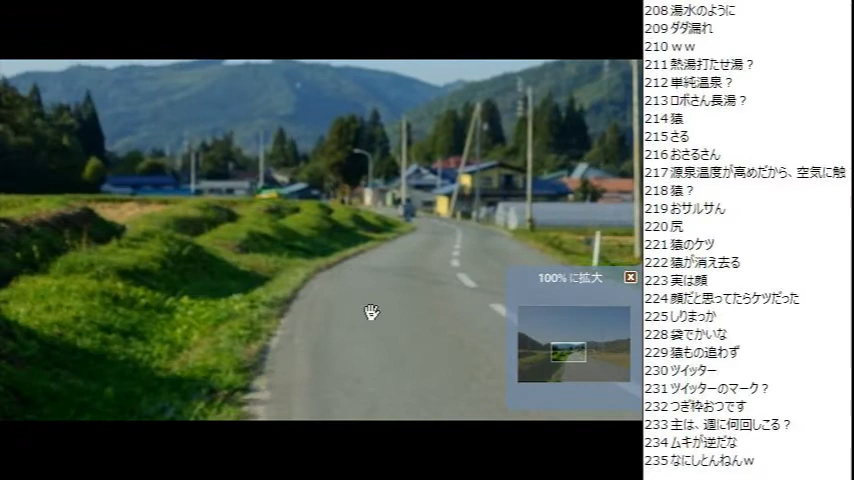 208 湯水のように
209 ダダ漏れ
210 ｗｗ
211 熱湯打たせ湯？
212 単純温泉？
213 ロボさん長湯？
214 猿
215 さる
216 おさるさん
217 源泉温度が高めだから、空気に触
218 猿？
219 おサルサん
220 尻
221 猿のケツ
222 猿が消え去る
223 実は顔
224 顔だと思ってたらケツだった
225 しりまっか
228 袋でかいな
229 猿もの追わず
230 ツイッター
231 ツイッターのマーク？
232 つぎ枠おつです
233 主は、週に何回しこる？
234 ムキが逆だな
235 なにしとんねんｗ
100%に拡大